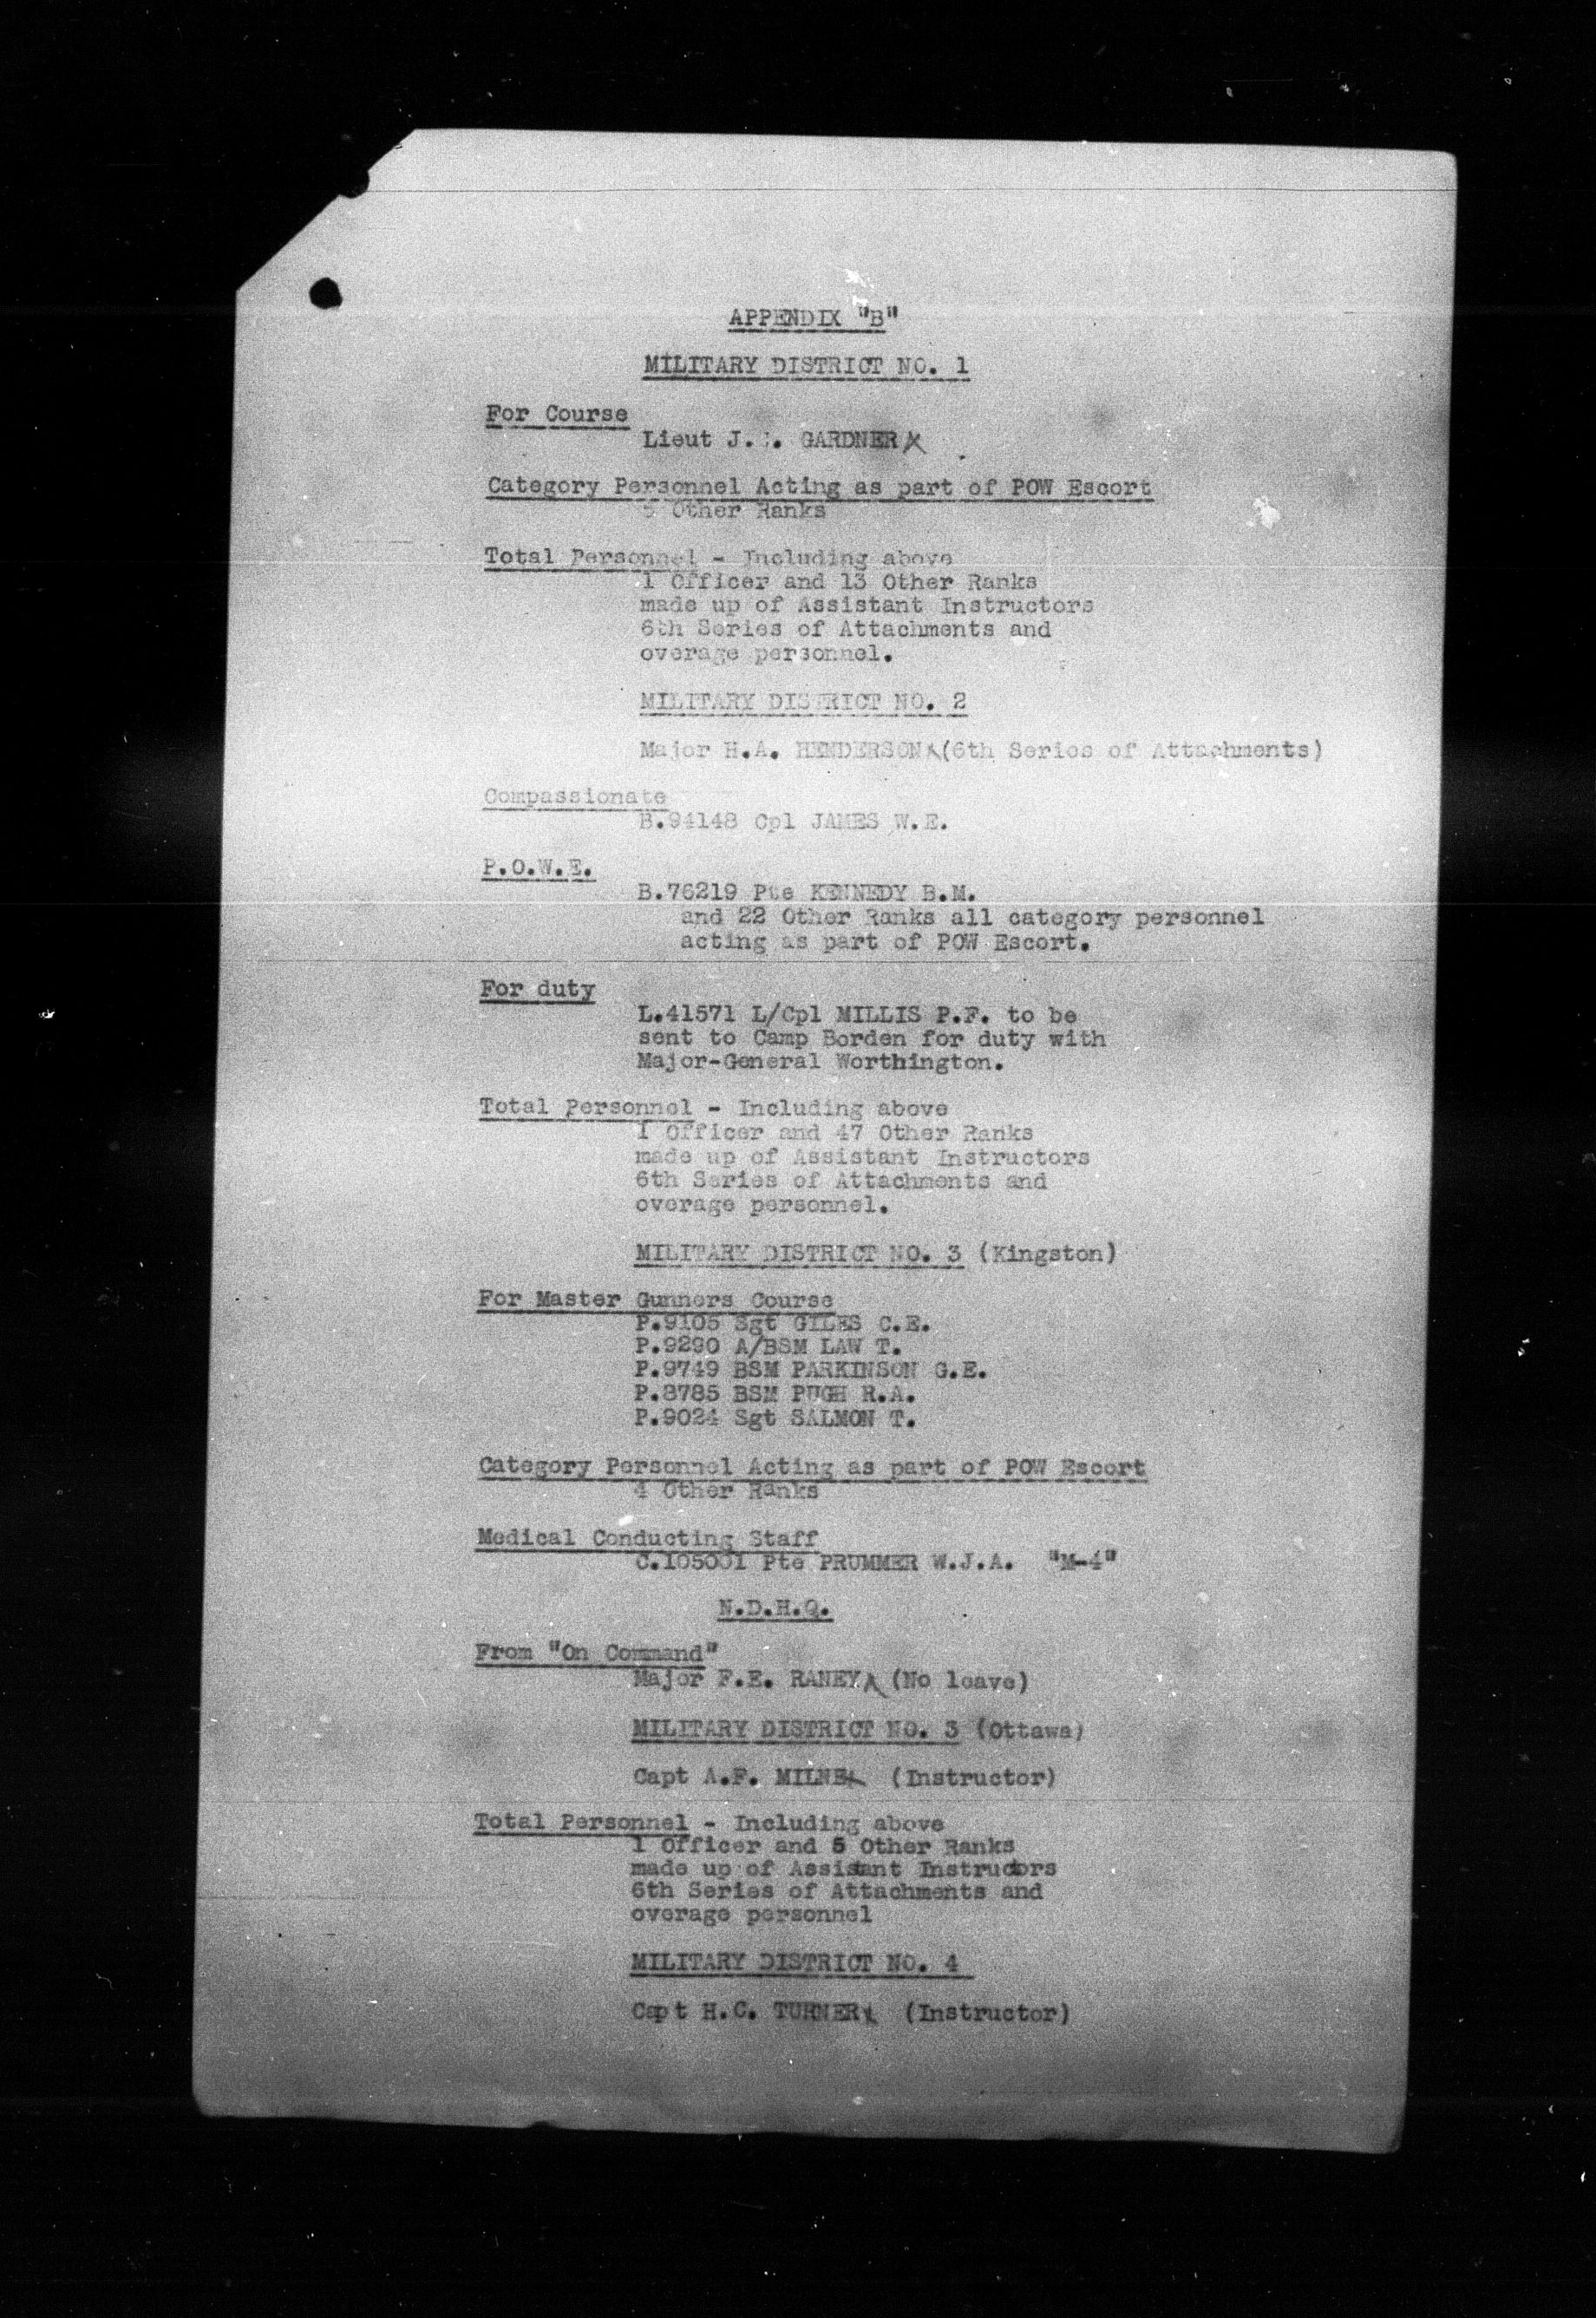 APPENDIX "B"
MILITARY DISTRICT NO. 1
For Course
Lieut J. . GARDNER
Category Personnel Acting as part of POW Escort
Other Ranks
Total Personnel - Including above
1 Officer and 13 Other Ranks
made up of Assistant Instructors
6th Series of Attachments and
overage personnel.
MILITARY DISTRICT NO. 2
Major H.A. HENDERSON (6th Series of Attachments)
Compassionate
B.94148 Cpl JAMES W.E.
P.O.W.E.
B.76219 Pte KENNEDY B.M.
and 22 Other Ranks all category personnel
acting as part of POW Escort.
For duty
L.41571 L/Cpl MILLIS P.F. to be
sent to Camp Borden for duty with
Major-General Worthington.
Total Personnel - Including above
1 Officer and 47 Other Ranks
made up of Assistant Instructors
6th Series of Attachments and
overage personnel.
MILITARY DISTRICT NO. 3 (Kingston)
For Master Gunners Course
P.9105 Sgt GILES C.E.
P.9290 A/BSM LAW T.
P.9749 BSM PARKINSON G.E.
P.8785 BSM PUGH R.A.
P.9024 Sgt SALMON T.
Category Personnel Acting as part of POW Escort
4 Other Ranks
Medical Conducting Staff
C.105001 Pte PRUMMER W.J.A. "M-4"
N.D.H.Q.
From "On Command"
Major F.E. RANEY (No leave)
MILITARY DISTRICT NO. 3 (Ottawa)
Capt A.F. MILNE (Instructor)
Total Personnel - Including above
1 Officer and 5 Other Ranks
made up of Assistant Instructors
6th Series of Attachments and
overage personnel
MILITARY DISTRICT NO. 4
Capt H.C. TURNER (Instructor)